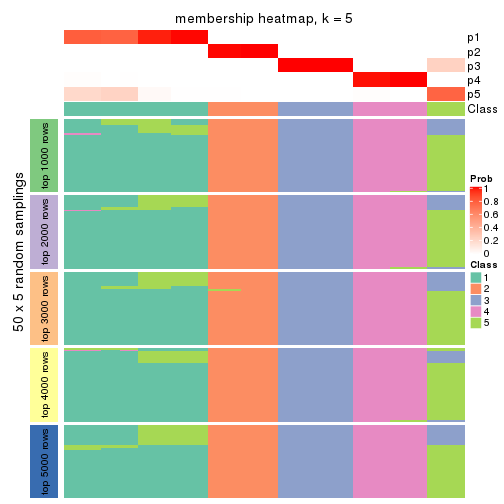 membership heatmap, k = 5
p1
p2
p3
p4
p5
Class
50 x 5 random samplings
top 1000 rows
top 2000 rows
top 3000 rows
top 4000 rows
top 5000 rows
Prob
1
0.8
0.6
0.4
0.2
0
Class
1
2
3
4
5